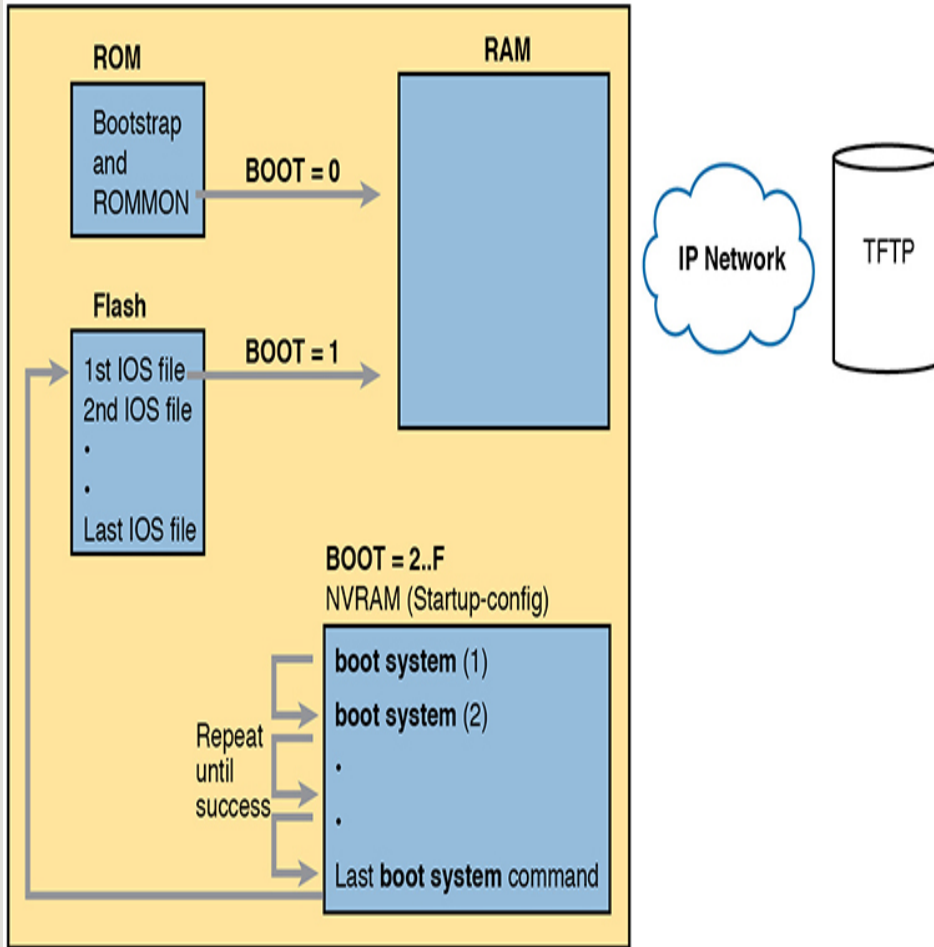 ROM
Bootstrap
and
ROMMON
BOOT = 0
RAM
IP Network
TFTP
Flash
1st IOS file
2nd IOS file
.
.
Last IOS file
BOOT = 1
BOOT = 2..F
NVRAM (Startup-config)
boot system (1)
boot system (2)
.
.
Last boot system command
Repeat
until
success